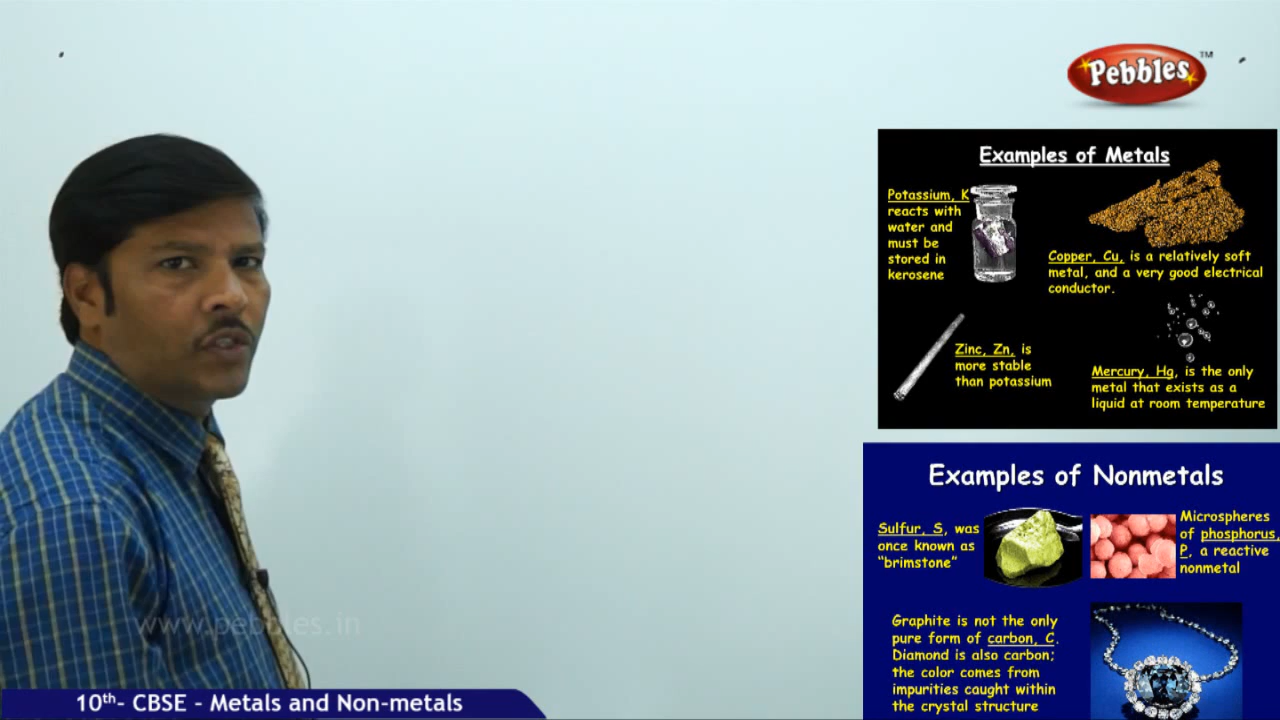 Pebbles™
Examples of Metals
Potassium, K
reacts with
water and
must be
stored in
kerosene
Copper, Cu, is a relatively soft
metal, and a very good electrical
conductor.
Zinc, Zn, is
more stable
than potassium
Mercury, Hg, is the only
metal that exists as a
liquid at room temperature
Examples of Nonmetals
Sulfur, S, was
once known as
"brimstone"
Microspheres
of phosphorus,
P, a reactive
nonmetal
Graphite is not the only
pure form of carbon, C.
Diamond is also carbon;
the color comes from
impurities caught within
the crystal structure
www.pebbles.in
10th- CBSE - Metals and Non-metals